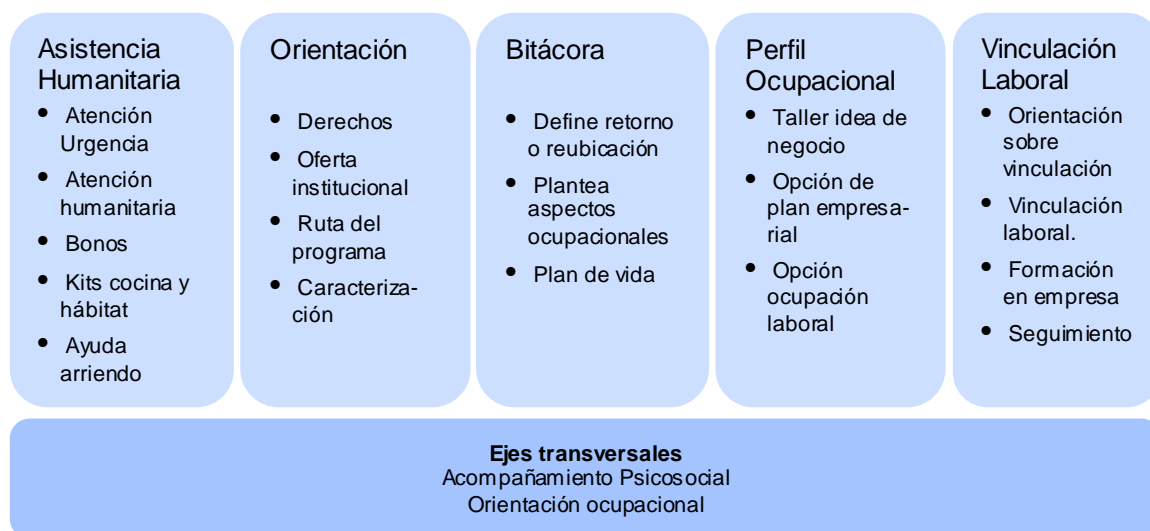 Asistencia
Humanitaria
• Atención
Urgencia
• Atención
humanitaria
• Bonos
• Kits cocina y
hábitat
• Ayuda
arriendo
Orientación
• Derechos
• Oferta
institucional
• Ruta del
programa
• Caracteriza-
ción
Bitácora
• Define retorno
o reubicación
• Plantea
aspectos
ocupacionales
• Plan de vida
Perfil
Ocupacional
• Taller idea de
negocio
• Opción de
plan empresa-
rial
• Opción
ocupación
laboral
Vinculación
Laboral
• Orientación
sobre
vinculación
• Vinculación
laboral.
• Formación
en empresa
• Seguimiento
Ejes transversales
Acompañamiento Psicosocial
Orientación ocupacional